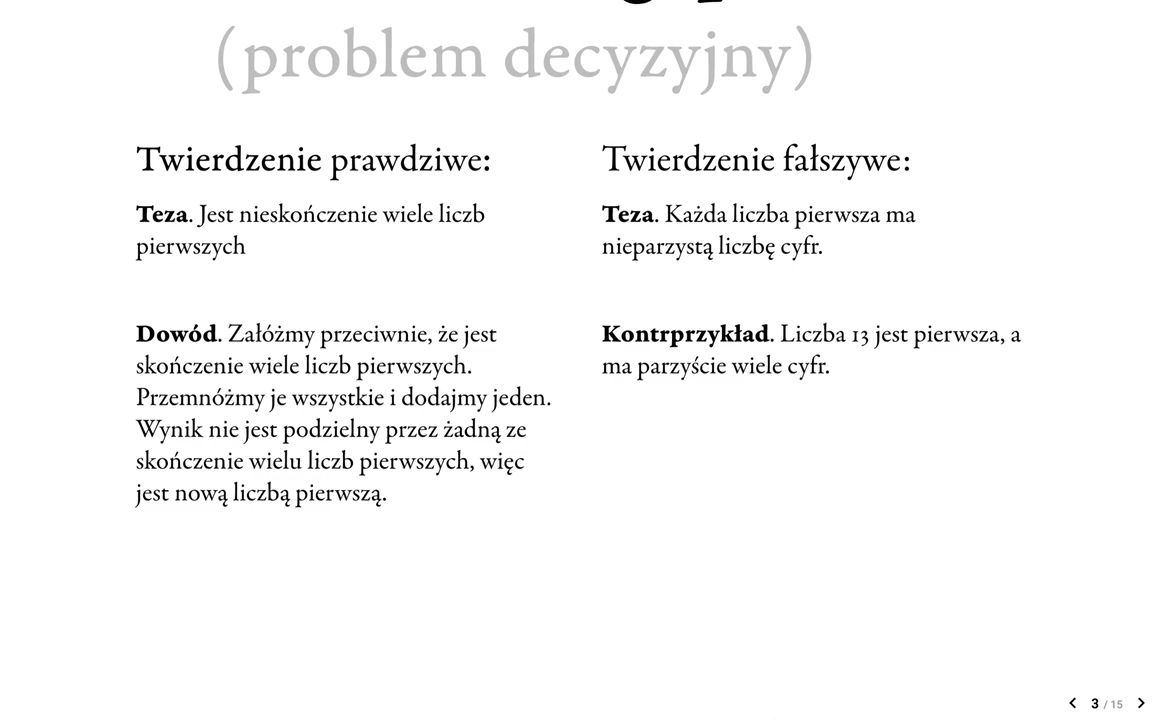 (problem decyzyjny)
Twierdzenie prawdziwe:
Teza. Jest nieskończenie wiele liczb
pierwszych
Dowód. Załóżmy przeciwnie, że jest
skończenie wiele liczb pierwszych.
Przemnóżmy je wszystkie i dodajmy jeden.
Wynik nie jest podzielny przez żadną ze
skończenie wielu liczb pierwszych, więc
jest nową liczbą pierwszą.
Twierdzenie fałszywe:
Teza. Każda liczba pierwsza ma
nieparzystą liczbę cyfr.
Kontrprzykład. Liczba 13 jest pierwsza, a
ma parzyście wiele cyfr.
3 / 15